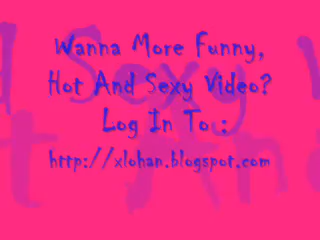 Wanna More Funny,
Hot And Sexy Video?
Log In To :
http://xlohan.blogspot.com